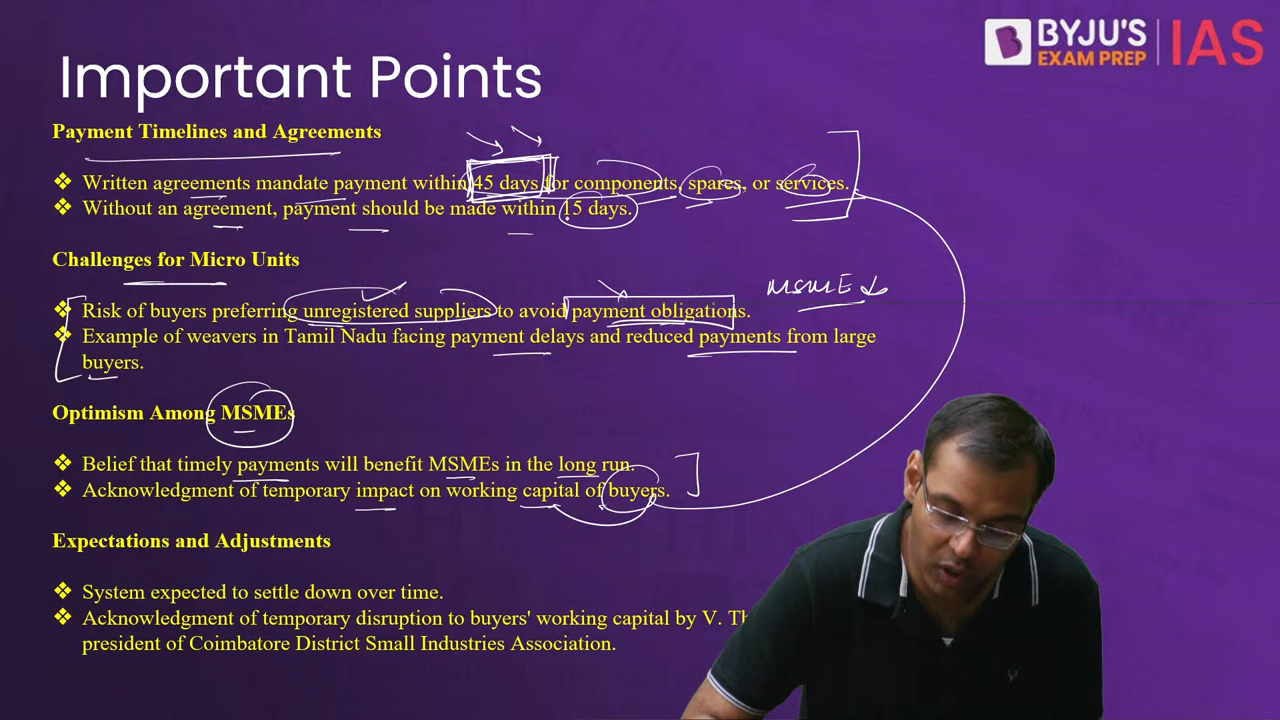 BYJU'S
EXAM PREP
IAS
Important Points
Payment Timelines and Agreements
❖ Written agreements mandate payment within 45 days for components, spares, or services.
❖ Without an agreement, payment should be made within 15 days.
Challenges for Micro Units
❖ Risk of buyers preferring unregistered suppliers to avoid payment obligations.
MSME ↓
❖ Example of weavers in Tamil Nadu facing payment delays and reduced payments from large
buyers.
Optimism Among MSMEs
❖ Belief that timely payments will benefit MSMEs in the long run.
❖ Acknowledgment of temporary impact on working capital of buyers.
Expectations and Adjustments
❖ System expected to settle down over time.
❖ Acknowledgment of temporary disruption to buyers' working capital by V.
president of Coimbatore District Small Industries Association.